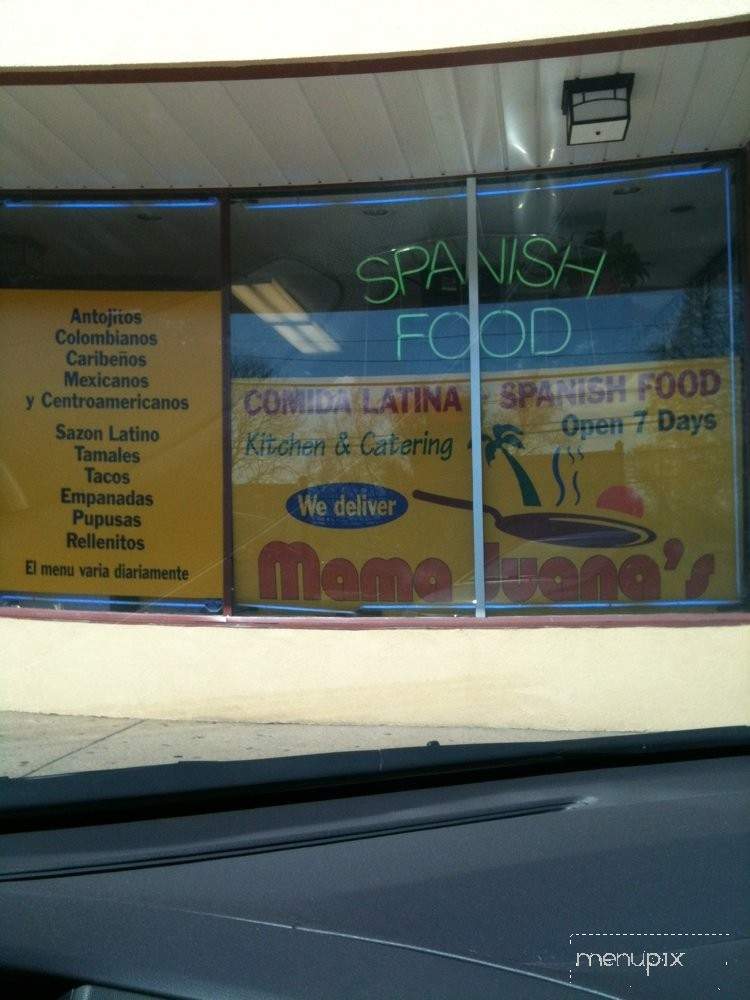 SPANISH
FOOD
Antojitos
Colombianos
Caribeños
Mexicanos
y Centroamericanos
Sazon Latino
Tamales
Tacos
Empanadas
Pupusas
Rellenitos
El menu varia diariamente
COMIDA LATINA SPANISH FOOD
Kitchen & Catering
Open 7 Days
We deliver
Mama Juana's
menupix